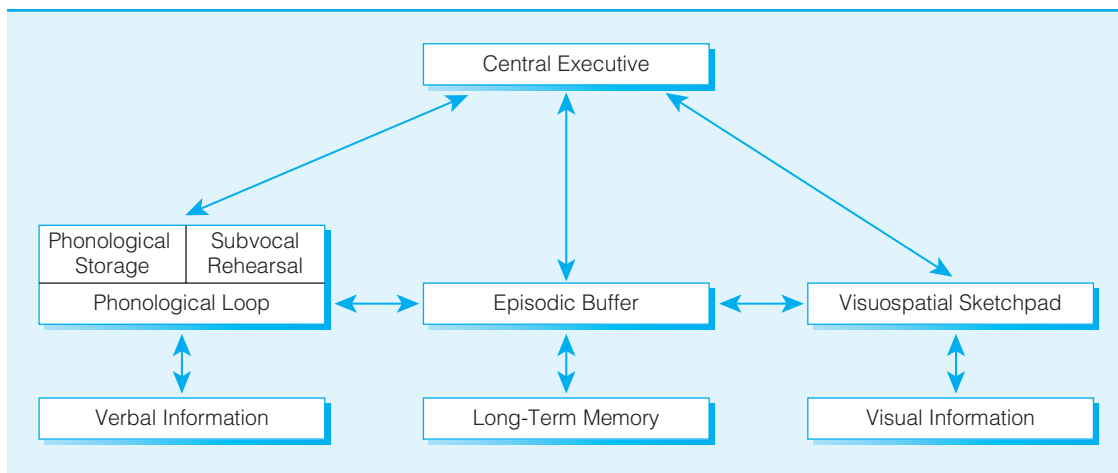 Central Executive
Phonological
Storage
Subvocal
Rehearsal
Phonological Loop
Episodic Buffer
Visuospatial Sketchpad
Verbal Information
Long-Term Memory
Visual Information